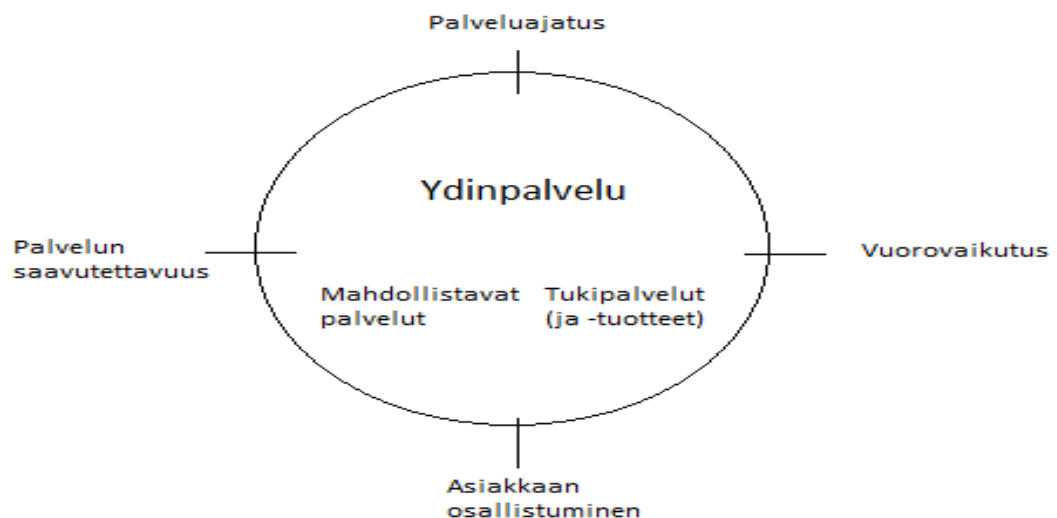 Palveluajatus
Ydinpalvelu
Palvelun
saavutettavuus
Vuorovaikutus
Mahdollistavat
palvelut
Tukipalvelut
(ja -tuotteet)
Asiakkaan
osallistuminen